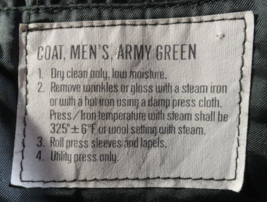 COAT, MEN'S, ARMY GREEN
1. Dry clean only, low moisture.
2. Remove wrinkles or gloss with a steam iron
or with a hot iron using a damp press cloth.
Press/Iron temperature with steam shall be
325° ± 6°F or wool setting with steam.
3. Roll press sleeves and lapels.
4. Utility press only.